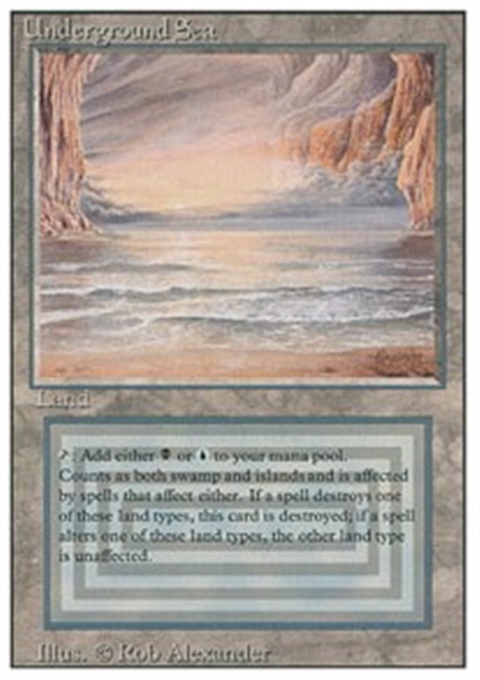 Underground Sea
Land
: Add either or to your mana pool.
Counts as both swamp and islands and is affected
by spells that affect either. If a spell destroys one
of these land types, this card is destroyed; if a spell
alters one of these land types, the other land type
is unaffected.
Illus. © Rob Alexander